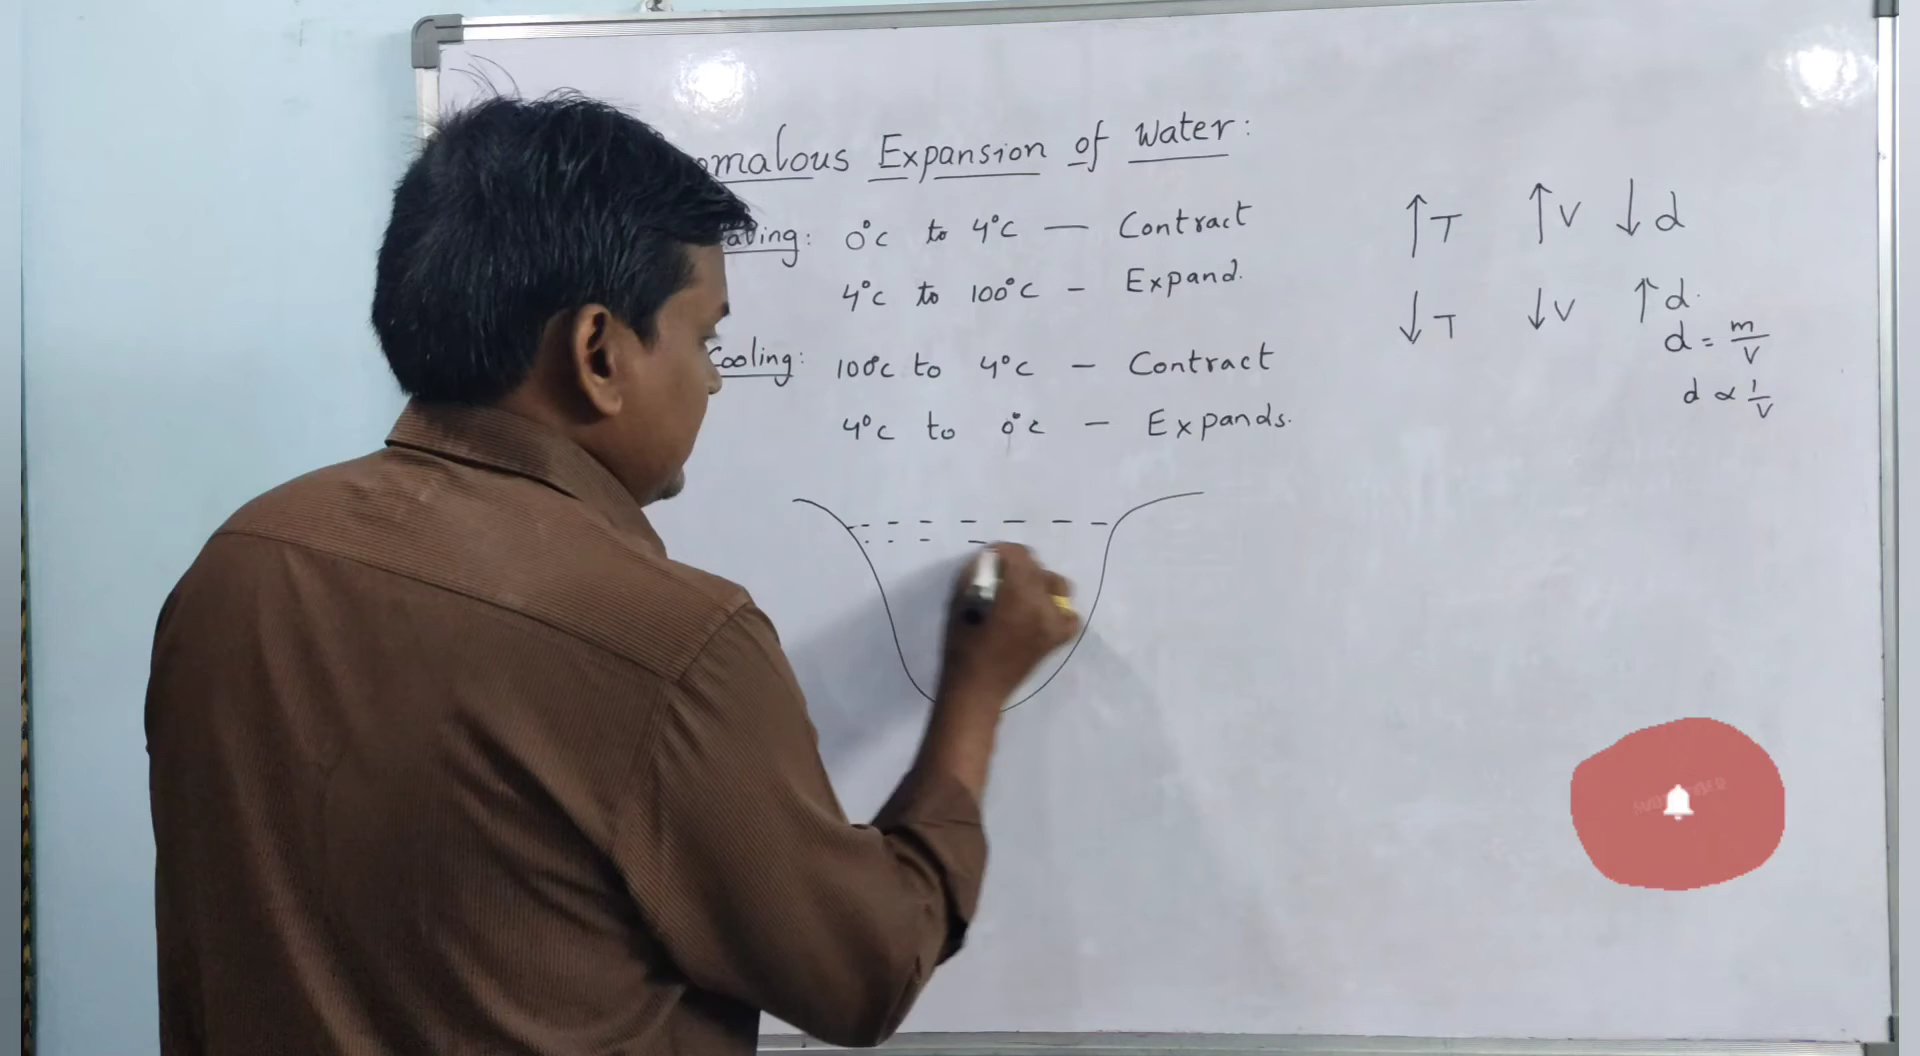 omalous Expansion of Water:
ating: 0°c to 4°c — Contract
4°c to 100°c - Expand.
Cooling: 100°c to 4°c - Contract
4°c to 0°c - Expands.
↑T ↑V ↓d
↓T ↓V ↑d.
d = m/V
d ∝ 1/V